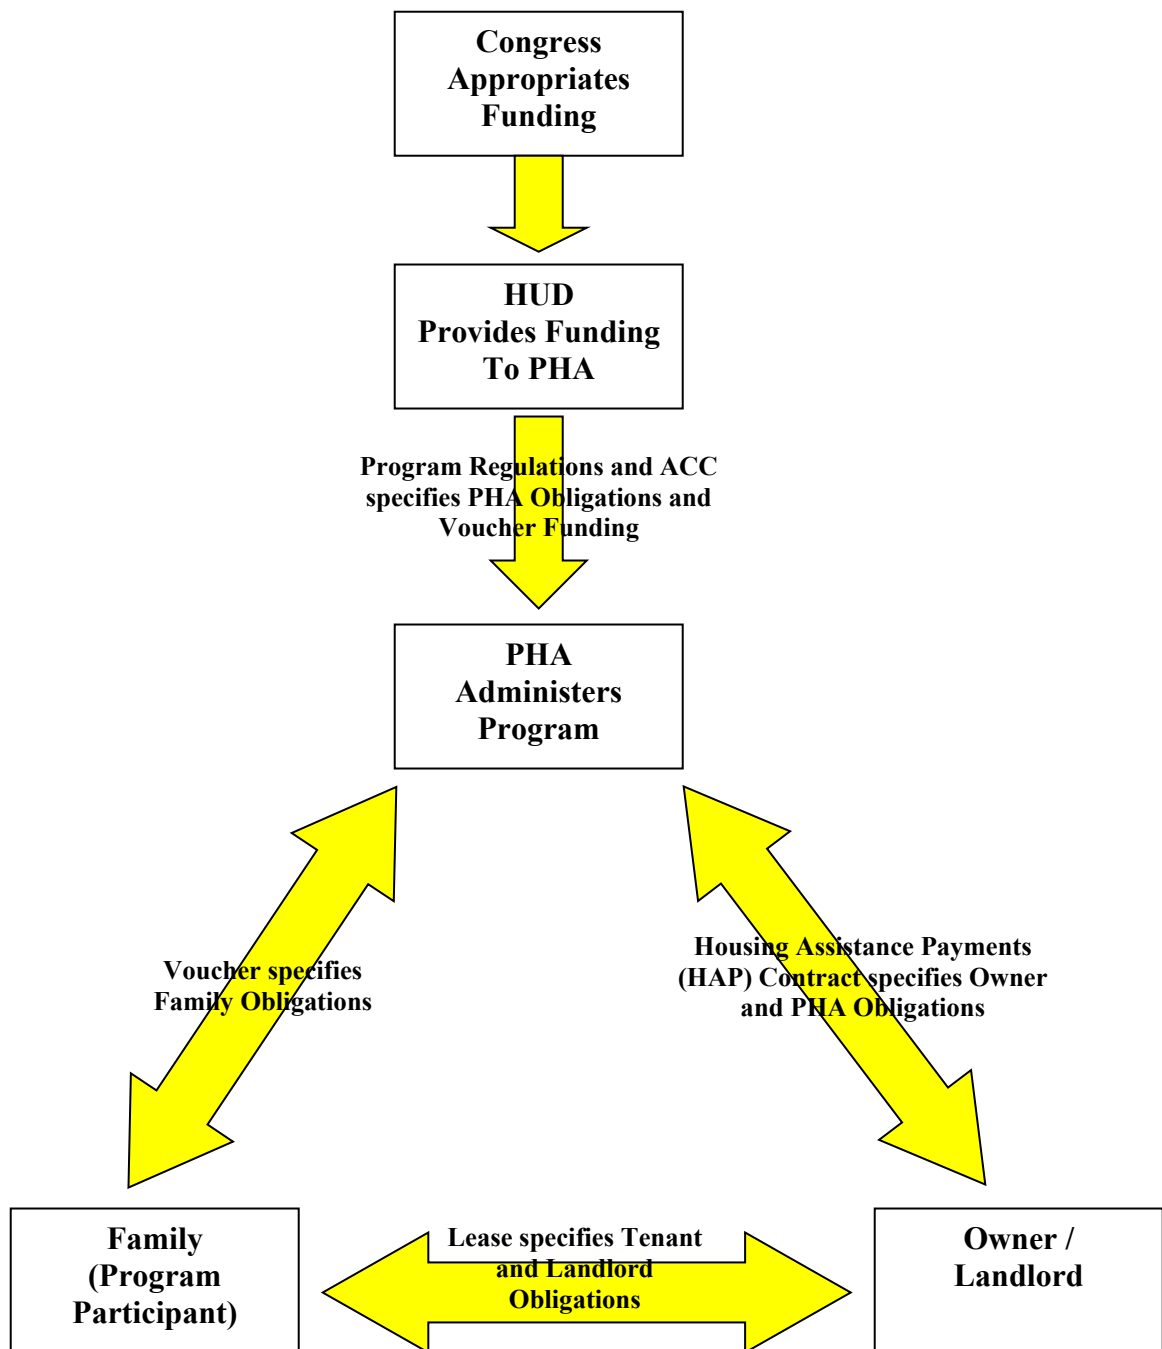 Congress
Appropriates
Funding
HUD
Provides Funding
To PHA
Program Regulations and ACC
specifies PHA Obligations and
Voucher Funding
PHA
Administers
Program
Voucher specifies
Family Obligations
Housing Assistance Payments
(HAP) Contract specifies Owner
and PHA Obligations
Family
(Program
Participant)
Lease specifies Tenant
and Landlord
Obligations
Owner /
Landlord